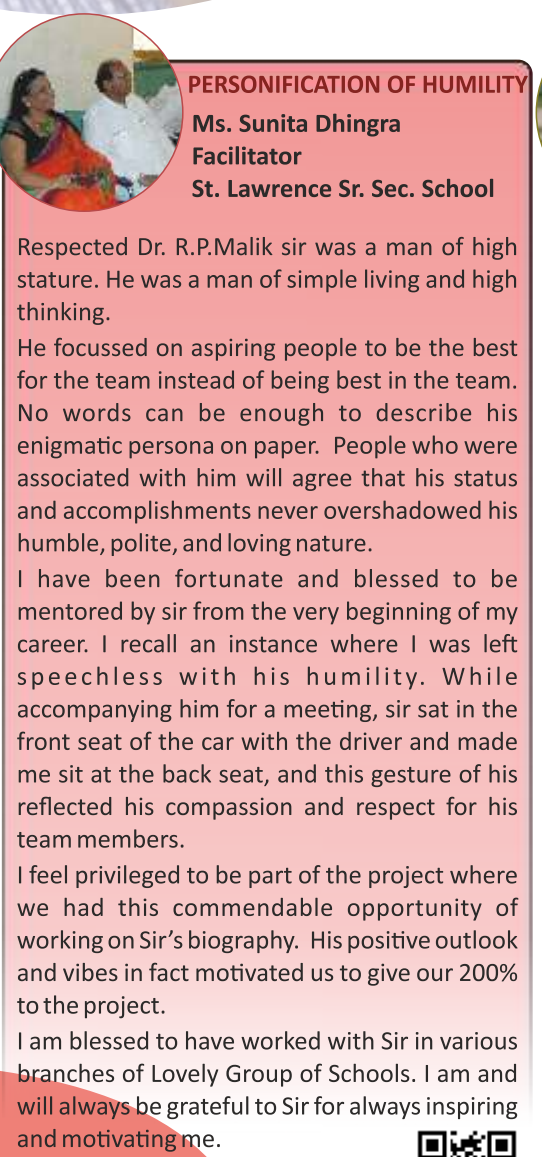 PERSONIFICATION OF HUMILITY
Ms. Sunita Dhingra
Facilitator
St. Lawrence Sr. Sec. School
Respected Dr. R.P.Malik sir was a man of high
stature. He was a man of simple living and high
thinking.
He focussed on aspiring people to be the best
for the team instead of being best in the team.
No words can be enough to describe his
enigmatic persona on paper. People who were
associated with him will agree that his status
and accomplishments never overshadowed his
humble, polite, and loving nature.
I have been fortunate and blessed to be
mentored by sir from the very beginning of my
career. I recall an instance where I was left
speechless with his humility. While
accompanying him for a meeting, sir sat in the
front seat of the car with the driver and made
me sit at the back seat, and this gesture of his
reflected his compassion and respect for his
team members.
I feel privileged to be part of the project where
we had this commendable opportunity of
working on Sir’s biography. His positive outlook
and vibes in fact motivated us to give our 200%
to the project.
I am blessed to have worked with Sir in various
branches of Lovely Group of Schools. I am and
will always be grateful to Sir for always inspiring
and motivating me.